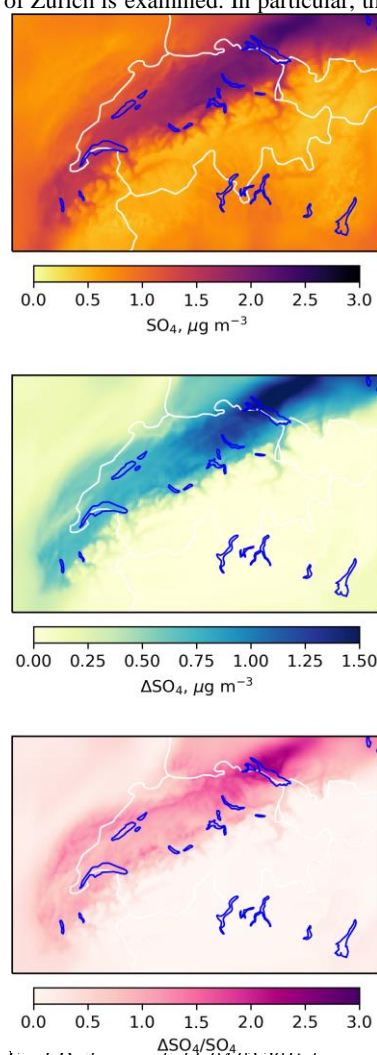 of Zurich is examined. In particular, th
0.0 0.5 1.0 1.5 2.0 2.5 3.0
SO₄, μg m⁻³
0.00 0.25 0.50 0.75 1.00 1.25 1.50
ΔSO₄, μg m⁻³
0.0 0.5 1.0 1.5 2.0 2.5 3.0
ΔSO₄/SO₄